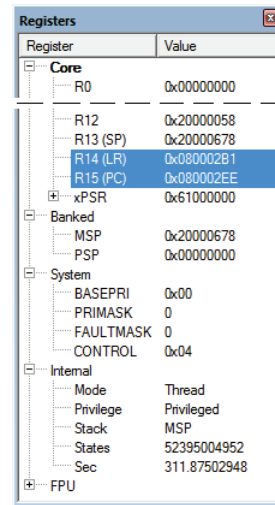 Registers
Register Value
Core
R0 0x00000000
R12 0x20000058
R13 (SP) 0x20000678
R14 (LR) 0x080002B1
R15 (PC) 0x080002EE
xPSR 0x61000000
Banked
MSP 0x20000678
PSP 0x00000000
System
BASEPRI 0x00
PRIMASK 0
FAULTMASK 0
CONTROL 0x04
Internal
Mode Thread
Privilege Privileged
Stack MSP
States 52395004952
Sec 311.87502948
FPU